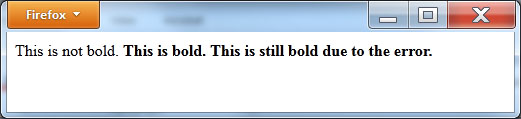 Firefox
This is not bold. This is bold. This is still bold due to the error.